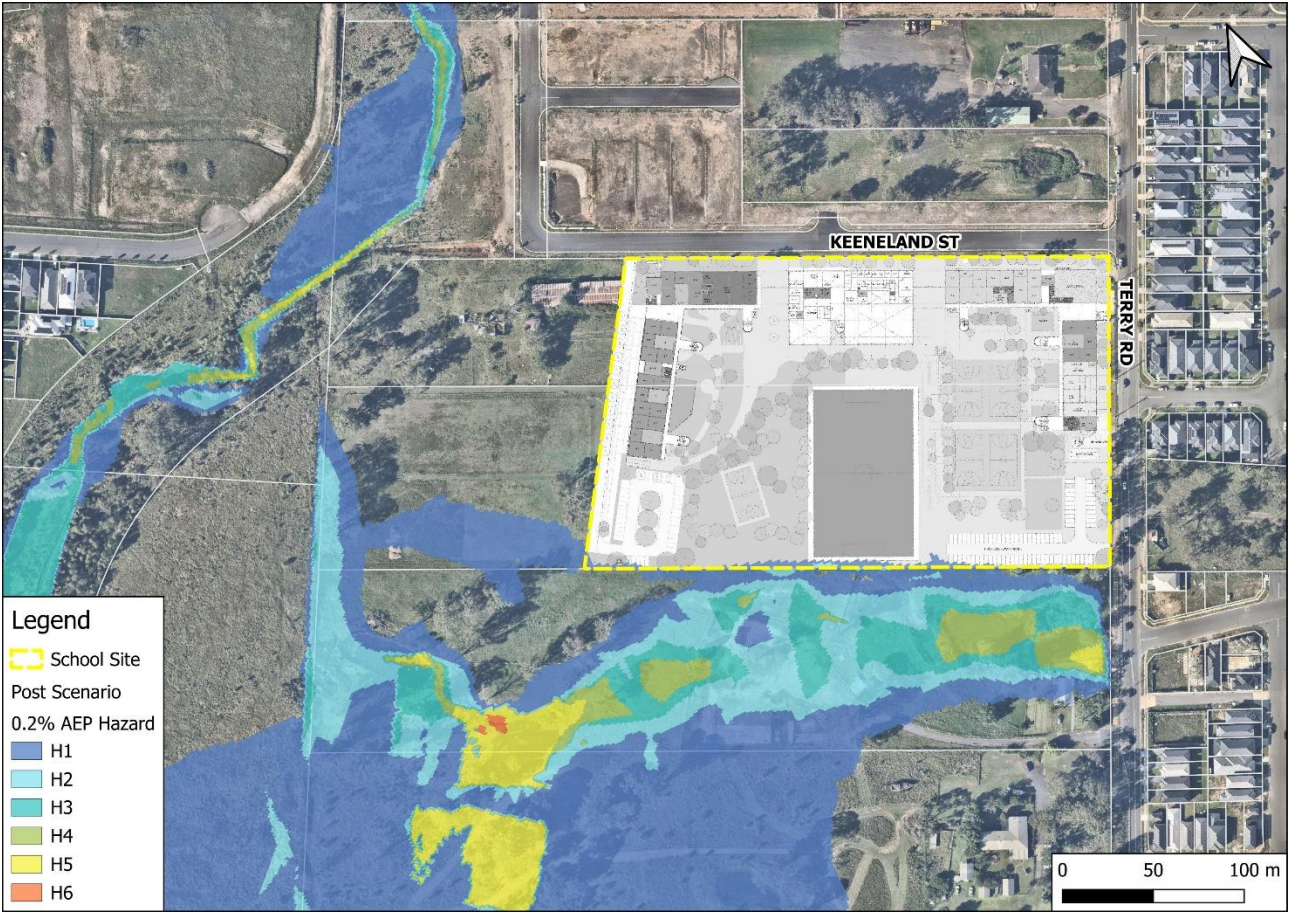 KEENELAND ST
TERRY RD
Legend
School Site
Post Scenario
0.2% AEP Hazard
H1
H2
H3
H4
H5
H6
0 50 100 m